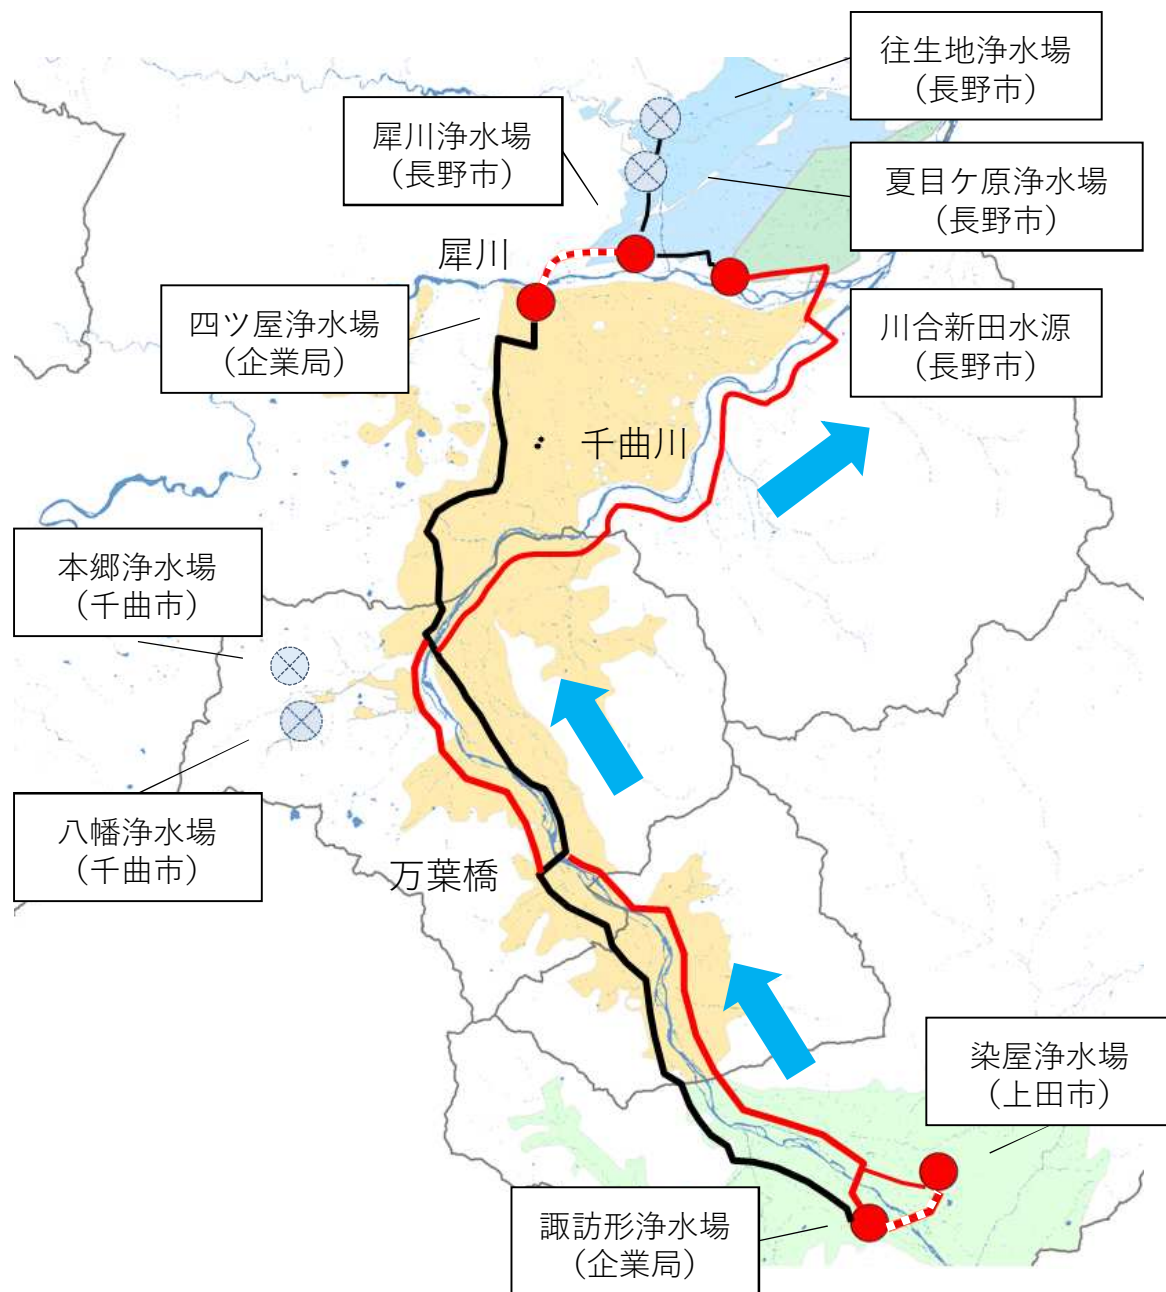 往生地浄水場
(長野市)
犀川浄水場
(長野市)
夏目ケ原浄水場
(長野市)
犀川
四ツ屋浄水場
(企業局)
川合新田水源
(長野市)
千曲川
本郷浄水場
(千曲市)
八幡浄水場
(千曲市)
万葉橋
染屋浄水場
(上田市)
諏訪形浄水場
(企業局)